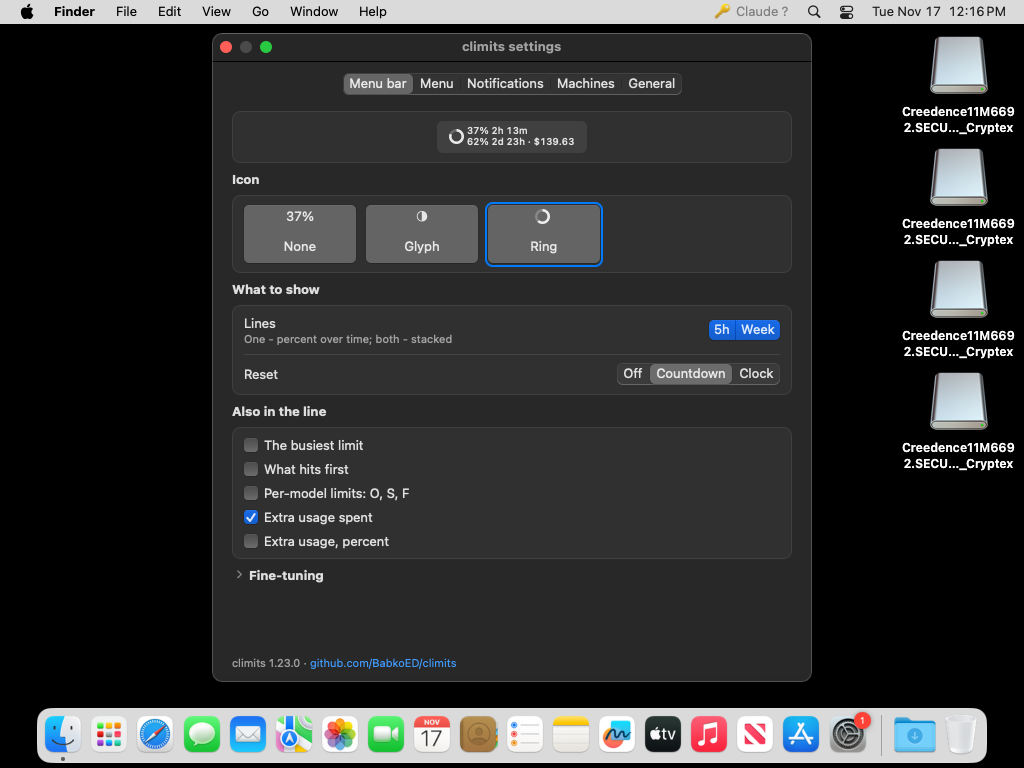 Finder File Edit View Go Window Help Claude ? Tue Nov 17 12:16 PM
climits settings
Menu bar Menu Notifications Machines General
37% 2h 13m
62% 2d 23h · $139.63
Icon
37%
None Glyph Ring
What to show
Lines
One – percent over time; both – stacked
5h Week
Reset
Off Countdown Clock
Also in the line
The busiest limit
What hits first
Per-model limits: O, S, F
Extra usage spent
Extra usage, percent
Fine-tuning
climits 1.23.0 · github.com/BabkoED/climits
Creedence11M669
2.SECU..._Cryptex
Creedence11M669
2.SECU..._Cryptex
Creedence11M669
2.SECU..._Cryptex
Creedence11M669
2.SECU..._Cryptex
NOV
17
tv
1